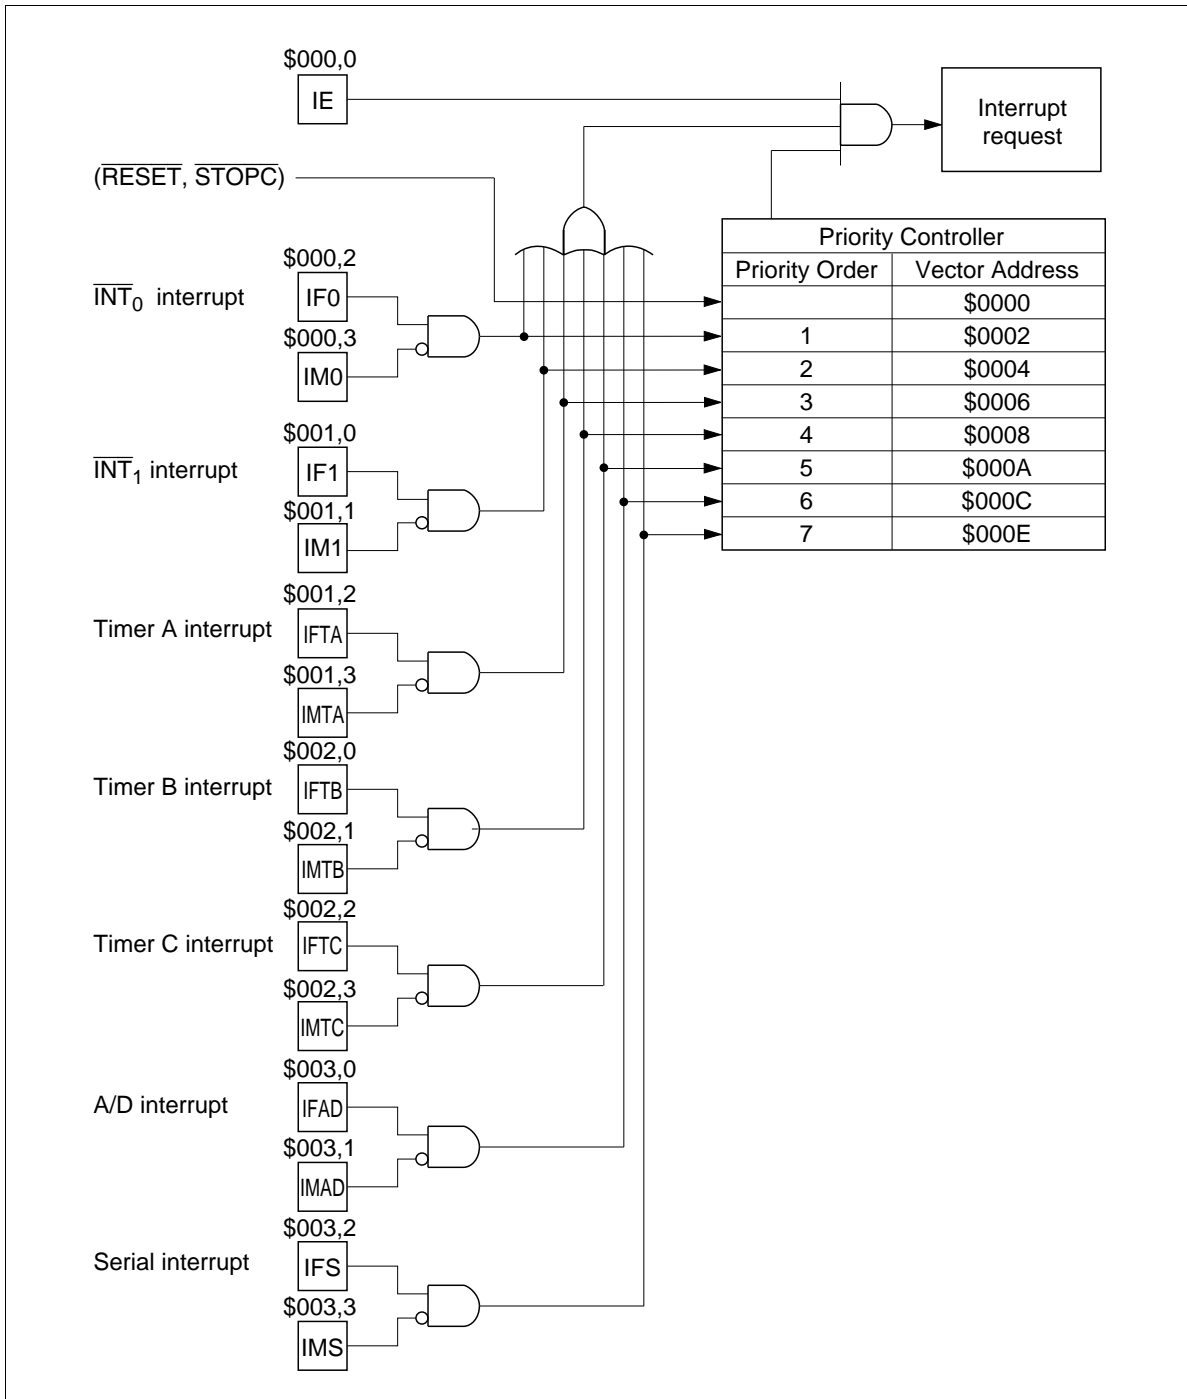 $000,0
IE
Interrupt
request
(RESET, STOPC)
Priority Controller
Priority Order Vector Address
$0000
1 $0002
2 $0004
3 $0006
4 $0008
5 $000A
6 $000C
7 $000E
$000,2
INT0 interrupt
IF0
$000,3
IM0
$001,0
INT1 interrupt
IF1
$001,1
IM1
$001,2
Timer A interrupt
IFTA
$001,3
IMTA
$002,0
Timer B interrupt
IFTB
$002,1
IMTB
$002,2
Timer C interrupt
IFTC
$002,3
IMTC
$003,0
A/D interrupt
IFAD
$003,1
IMAD
$003,2
Serial interrupt
IFS
$003,3
IMS